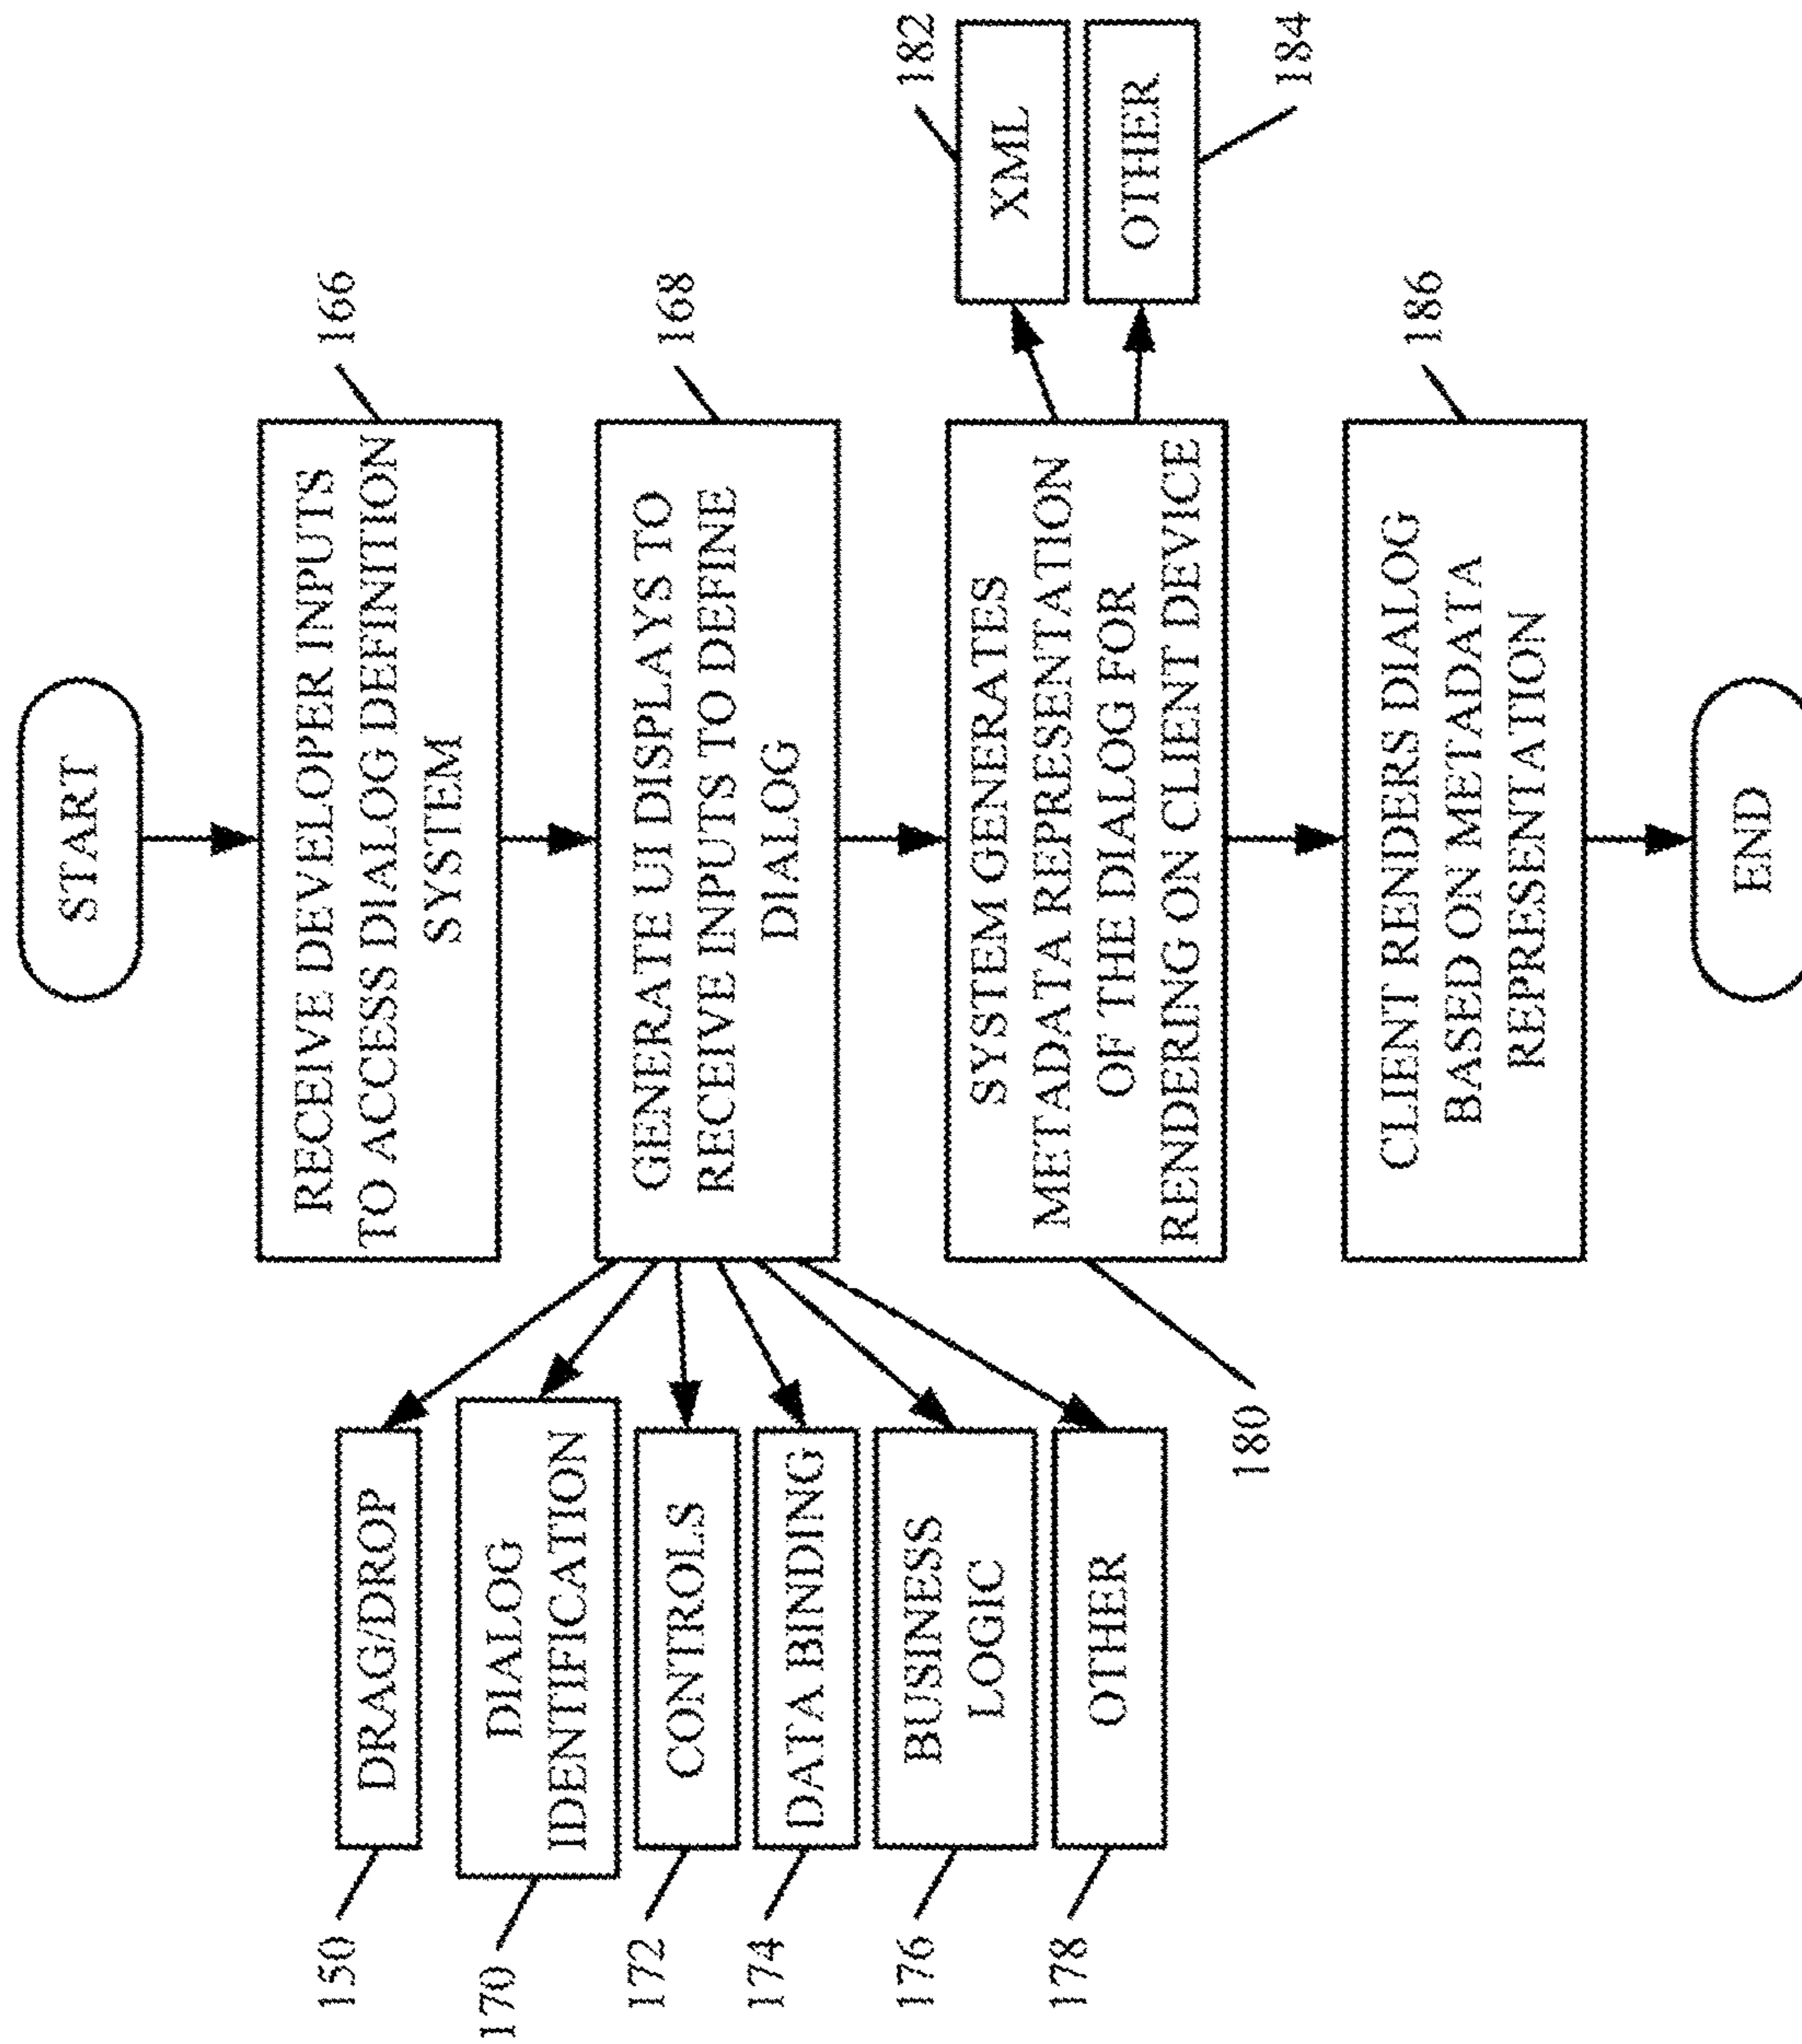 START
166
RECEIVE DEVELOPER INPUTS
TO ACCESS DIALOG DEFINITION
SYSTEM
168
GENERATE UI DISPLAYS TO
RECEIVE INPUTS TO DEFINE
DIALOG
150
DRAG/DROP
170
DIALOG
IDENTIFICATION
172
CONTROLS
174
DATA BINDING
176
BUSINESS
LOGIC
178
OTHER
180
SYSTEM GENERATES
METADATA REPRESENTATION
OF THE DIALOG FOR
RENDERING ON CLIENT DEVICE
182
XML
OTHER
184
186
CLIENT RENDERS DIALOG
BASED ON METADATA
REPRESENTATION
END